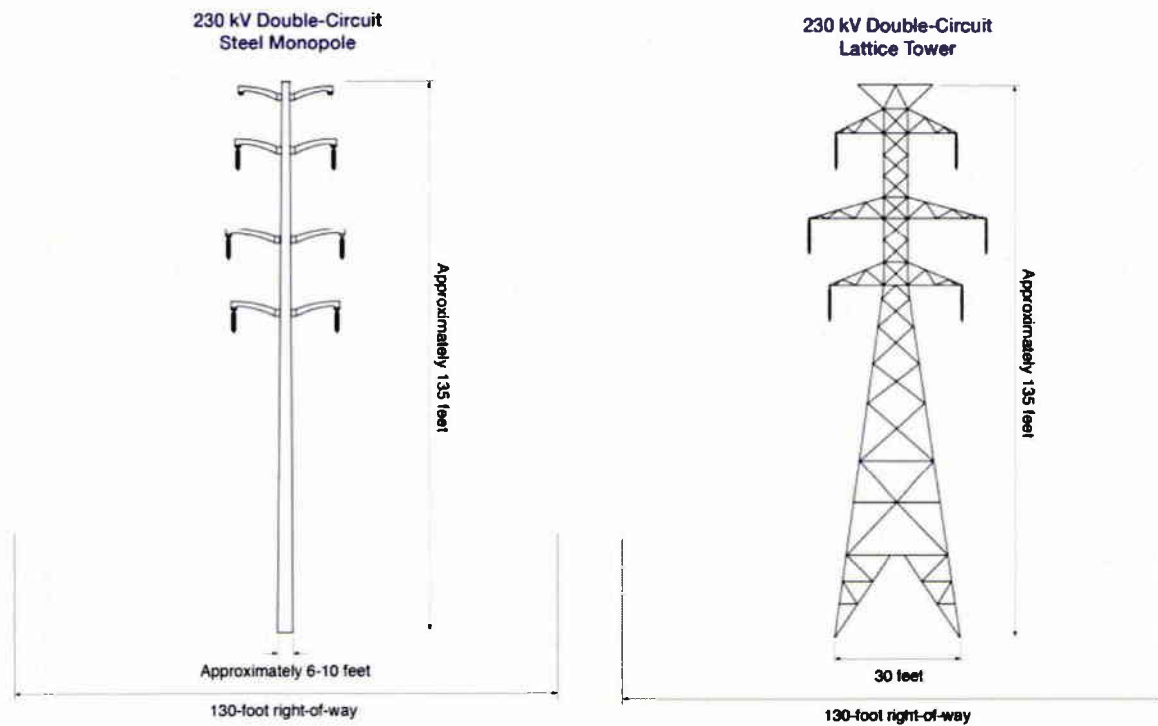 230 kV Double-Circuit
Steel Monopole
Approximately 135 feet
Approximately 6-10 feet
130-foot right-of-way
230 kV Double-Circuit
Lattice Tower
Approximately 135 feet
30 feet
130-foot right-of-way